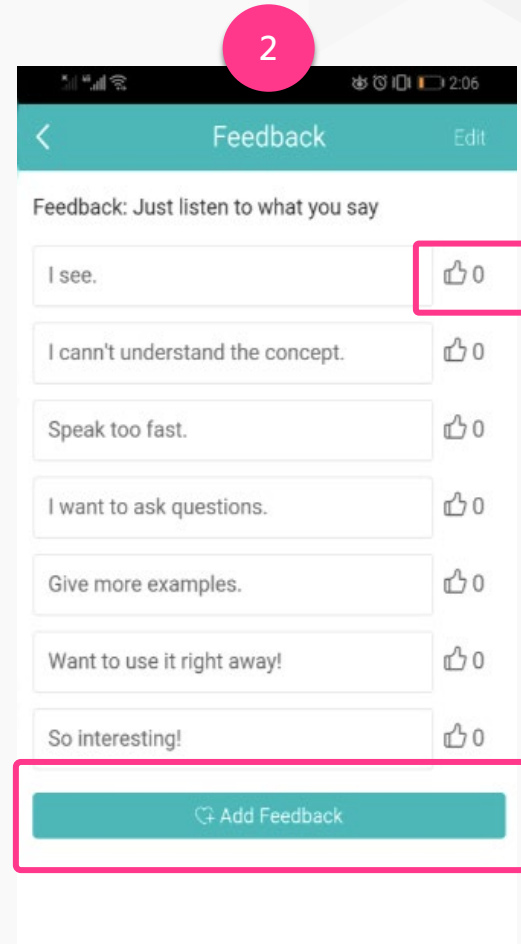 2
2:06
Feedback
Edit
Feedback: Just listen to what you say
I see.
0
I cann't understand the concept.
0
Speak too fast.
0
I want to ask questions.
0
Give more examples.
0
Want to use it right away!
0
So interesting!
0
Add Feedback